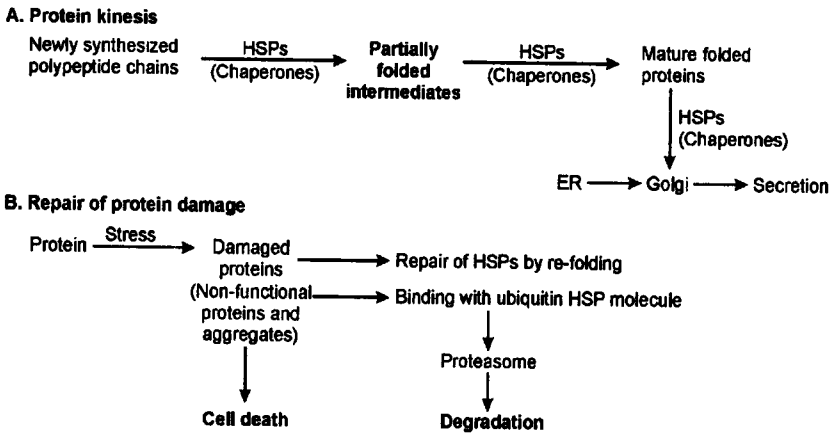 A. Protein kinesis
Newly synthesized
polypeptide chains
HSPs
(Chaperones)
Partially
folded
intermediates
HSPs
(Chaperones)
Mature folded
proteins
HSPs
(Chaperones)
ER
Golgi
Secretion
B. Repair of protein damage
Protein
Stress
Damaged
proteins
(Non-functional
proteins and
aggregates)
Repair of HSPs by re-folding
Binding with ubiquitin HSP molecule
Proteasome
Cell death
Degradation